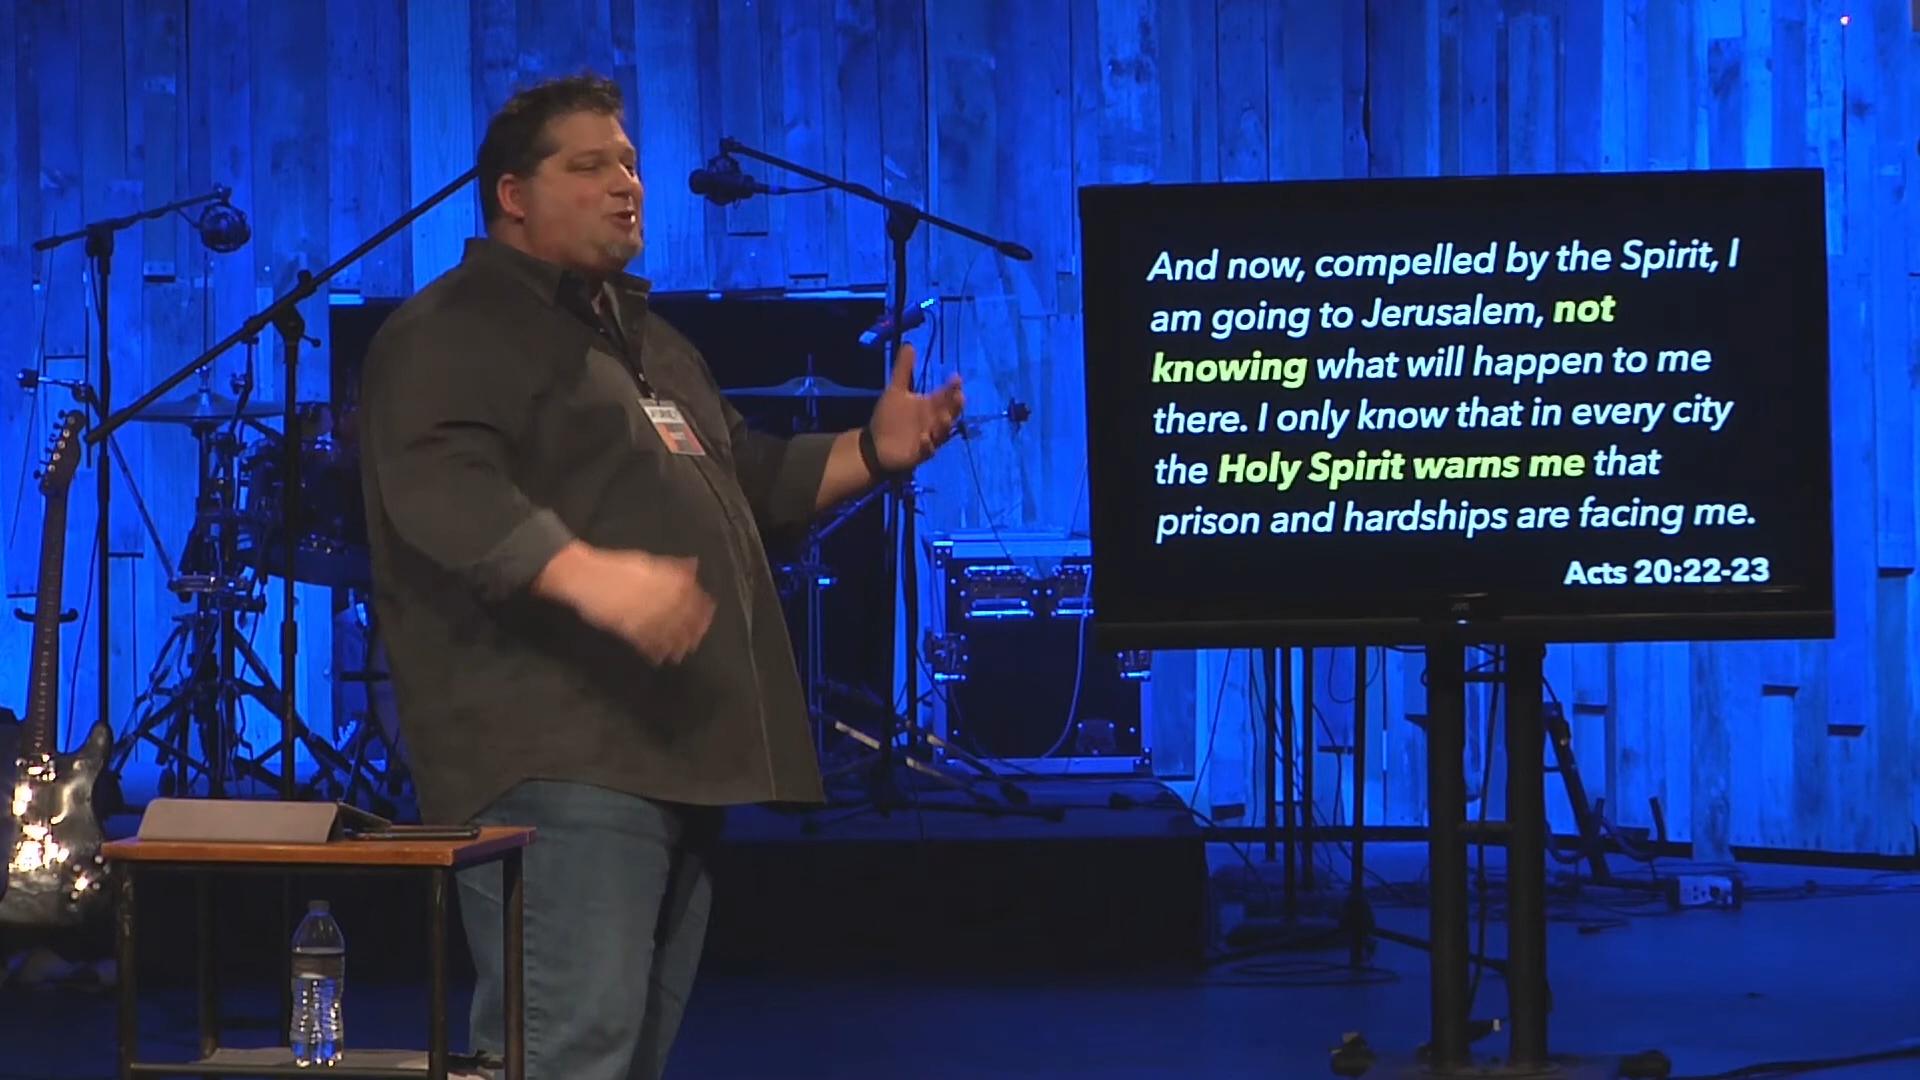 And now, compelled by the Spirit, I
am going to Jerusalem, not
knowing what will happen to me
there. I only know that in every city
the Holy Spirit warns me that
prison and hardships are facing me.
Acts 20:22-23
JVC